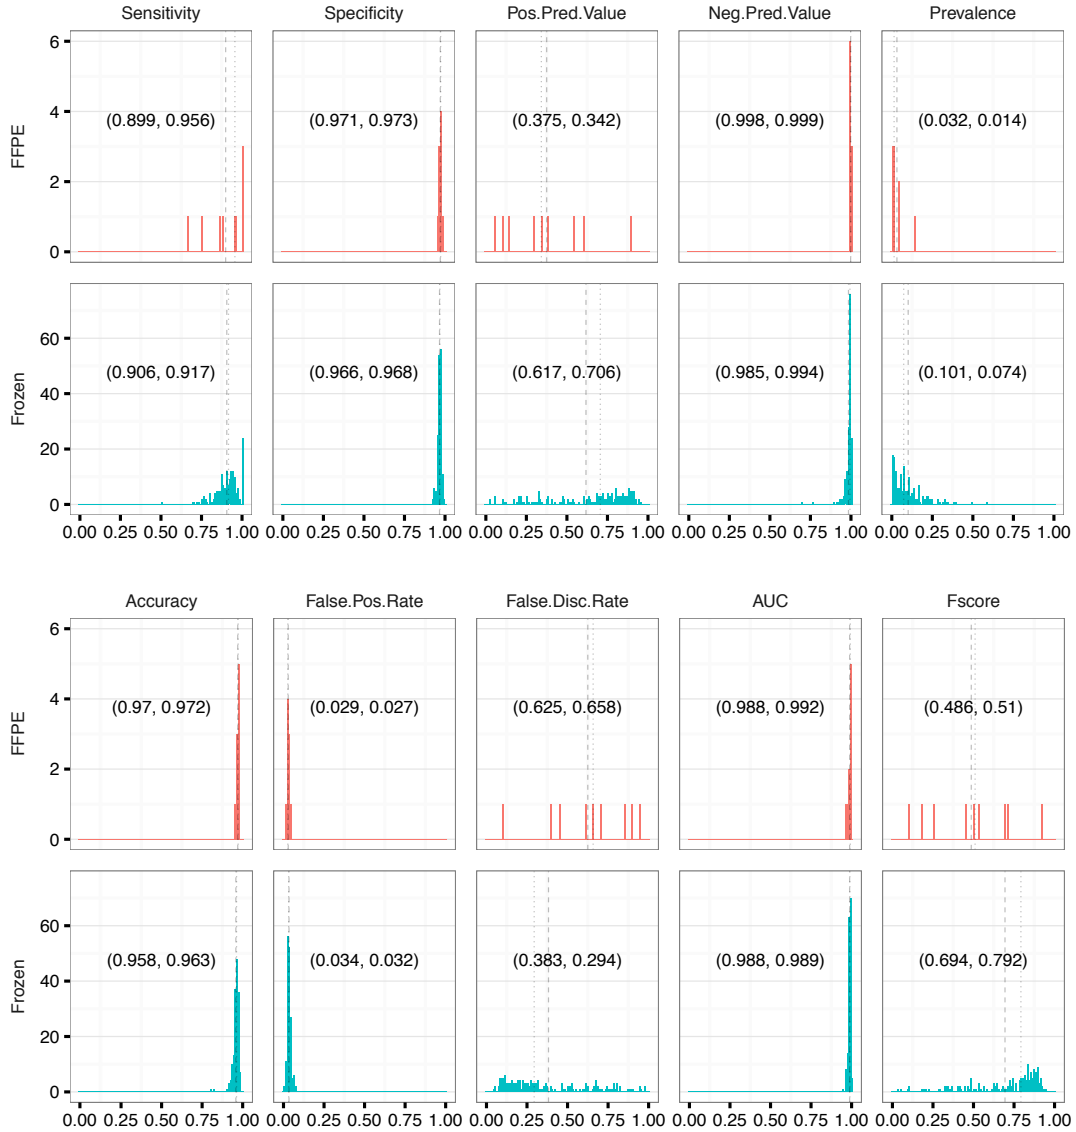 Sensitivity Specificity Pos.Pred.Value Neg.Pred.Value Prevalence
FFPE
6
4
2
0
(0.899, 0.956) (0.971, 0.973) (0.375, 0.342) (0.998, 0.999) (0.032, 0.014)
Frozen
60
40
20
0
(0.906, 0.917) (0.966, 0.968) (0.617, 0.706) (0.985, 0.994) (0.101, 0.074)
0.00 0.25 0.50 0.75 1.00 0.00 0.25 0.50 0.75 1.00 0.00 0.25 0.50 0.75 1.00 0.00 0.25 0.50 0.75 1.00 0.00 0.25 0.50 0.75 1.00
Accuracy False.Pos.Rate False.Disc.Rate AUC Fscore
FFPE
6
4
2
0
(0.97, 0.972) (0.029, 0.027) (0.625, 0.658) (0.988, 0.992) (0.486, 0.51)
Frozen
60
40
20
0
(0.958, 0.963) (0.034, 0.032) (0.383, 0.294) (0.988, 0.989) (0.694, 0.792)
0.00 0.25 0.50 0.75 1.00 0.00 0.25 0.50 0.75 1.00 0.00 0.25 0.50 0.75 1.00 0.00 0.25 0.50 0.75 1.00 0.00 0.25 0.50 0.75 1.00